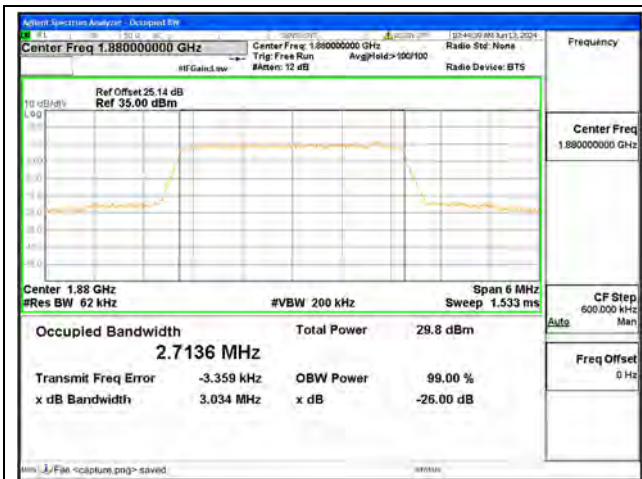 Agilent Spectrum Analyzer - Occupied BW
Center Freq 1.880000000 GHz
Center Freq: 1.880000000 GHz
Radio Std: None
Trig: Free Run
Avg|Hold:>100/100
#IFGain:Low
#Atten: 12 dB
Radio Device: BTS
Frequency
Ref Offset 25.14 dB
10 dB/div
Ref 35.00 dBm
Log
Center Freq
1.880000000 GHz
Center 1.88 GHz
Span 6 MHz
#Res BW 62 kHz
#VBW 200 kHz
Sweep 1.533 ms
CF Step
600.000 kHz
Auto
Man
Occupied Bandwidth
Total Power
29.8 dBm
2.7136 MHz
Freq Offset
0 Hz
Transmit Freq Error
-3.359 kHz
OBW Power
99.00 %
x dB Bandwidth
3.034 MHz
x dB
-26.00 dB
File <capture.png> saved
STATUS